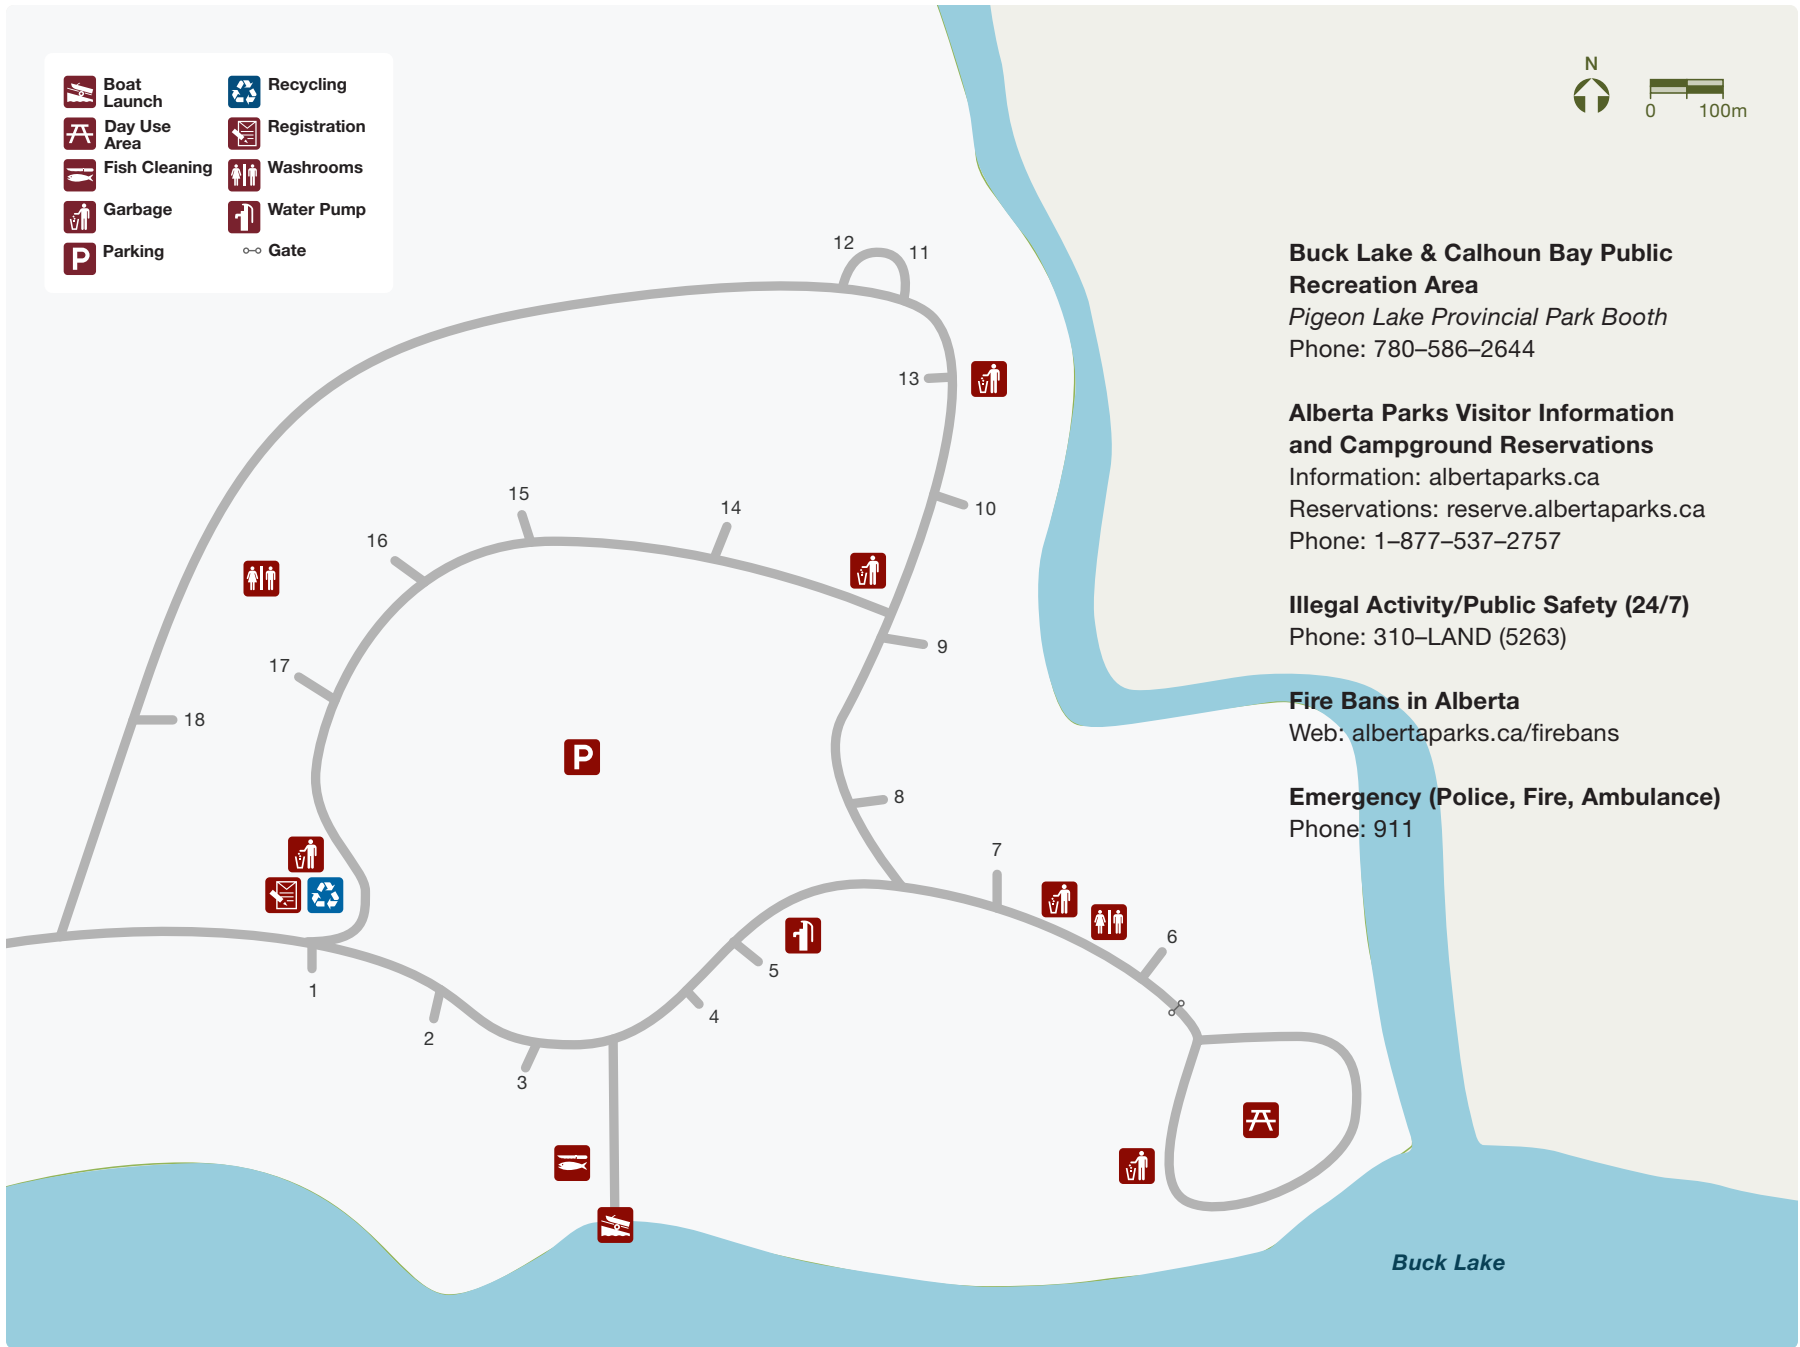 Boat
Launch
Day Use
Area
Fish Cleaning
Garbage
P
Parking
Recycling
Registration
Washrooms
Water Pump
Gate
N
0
100m
Buck Lake & Calhoun Bay Public
Recreation Area
Pigeon Lake Provincial Park Booth
Phone: 780–586–2644
Alberta Parks Visitor Information
and Campground Reservations
Information: albertaparks.ca
Reservations: reserve.albertaparks.ca
Phone: 1–877–537–2757
Illegal Activity/Public Safety (24/7)
Phone: 310–LAND (5263)
Fire Bans in Alberta
Web: albertaparks.ca/firebans
Emergency (Police, Fire, Ambulance)
Phone: 911
12
11
13
15
14
10
16
9
17
18
P
8
7
6
5
1
4
2
3
Buck Lake